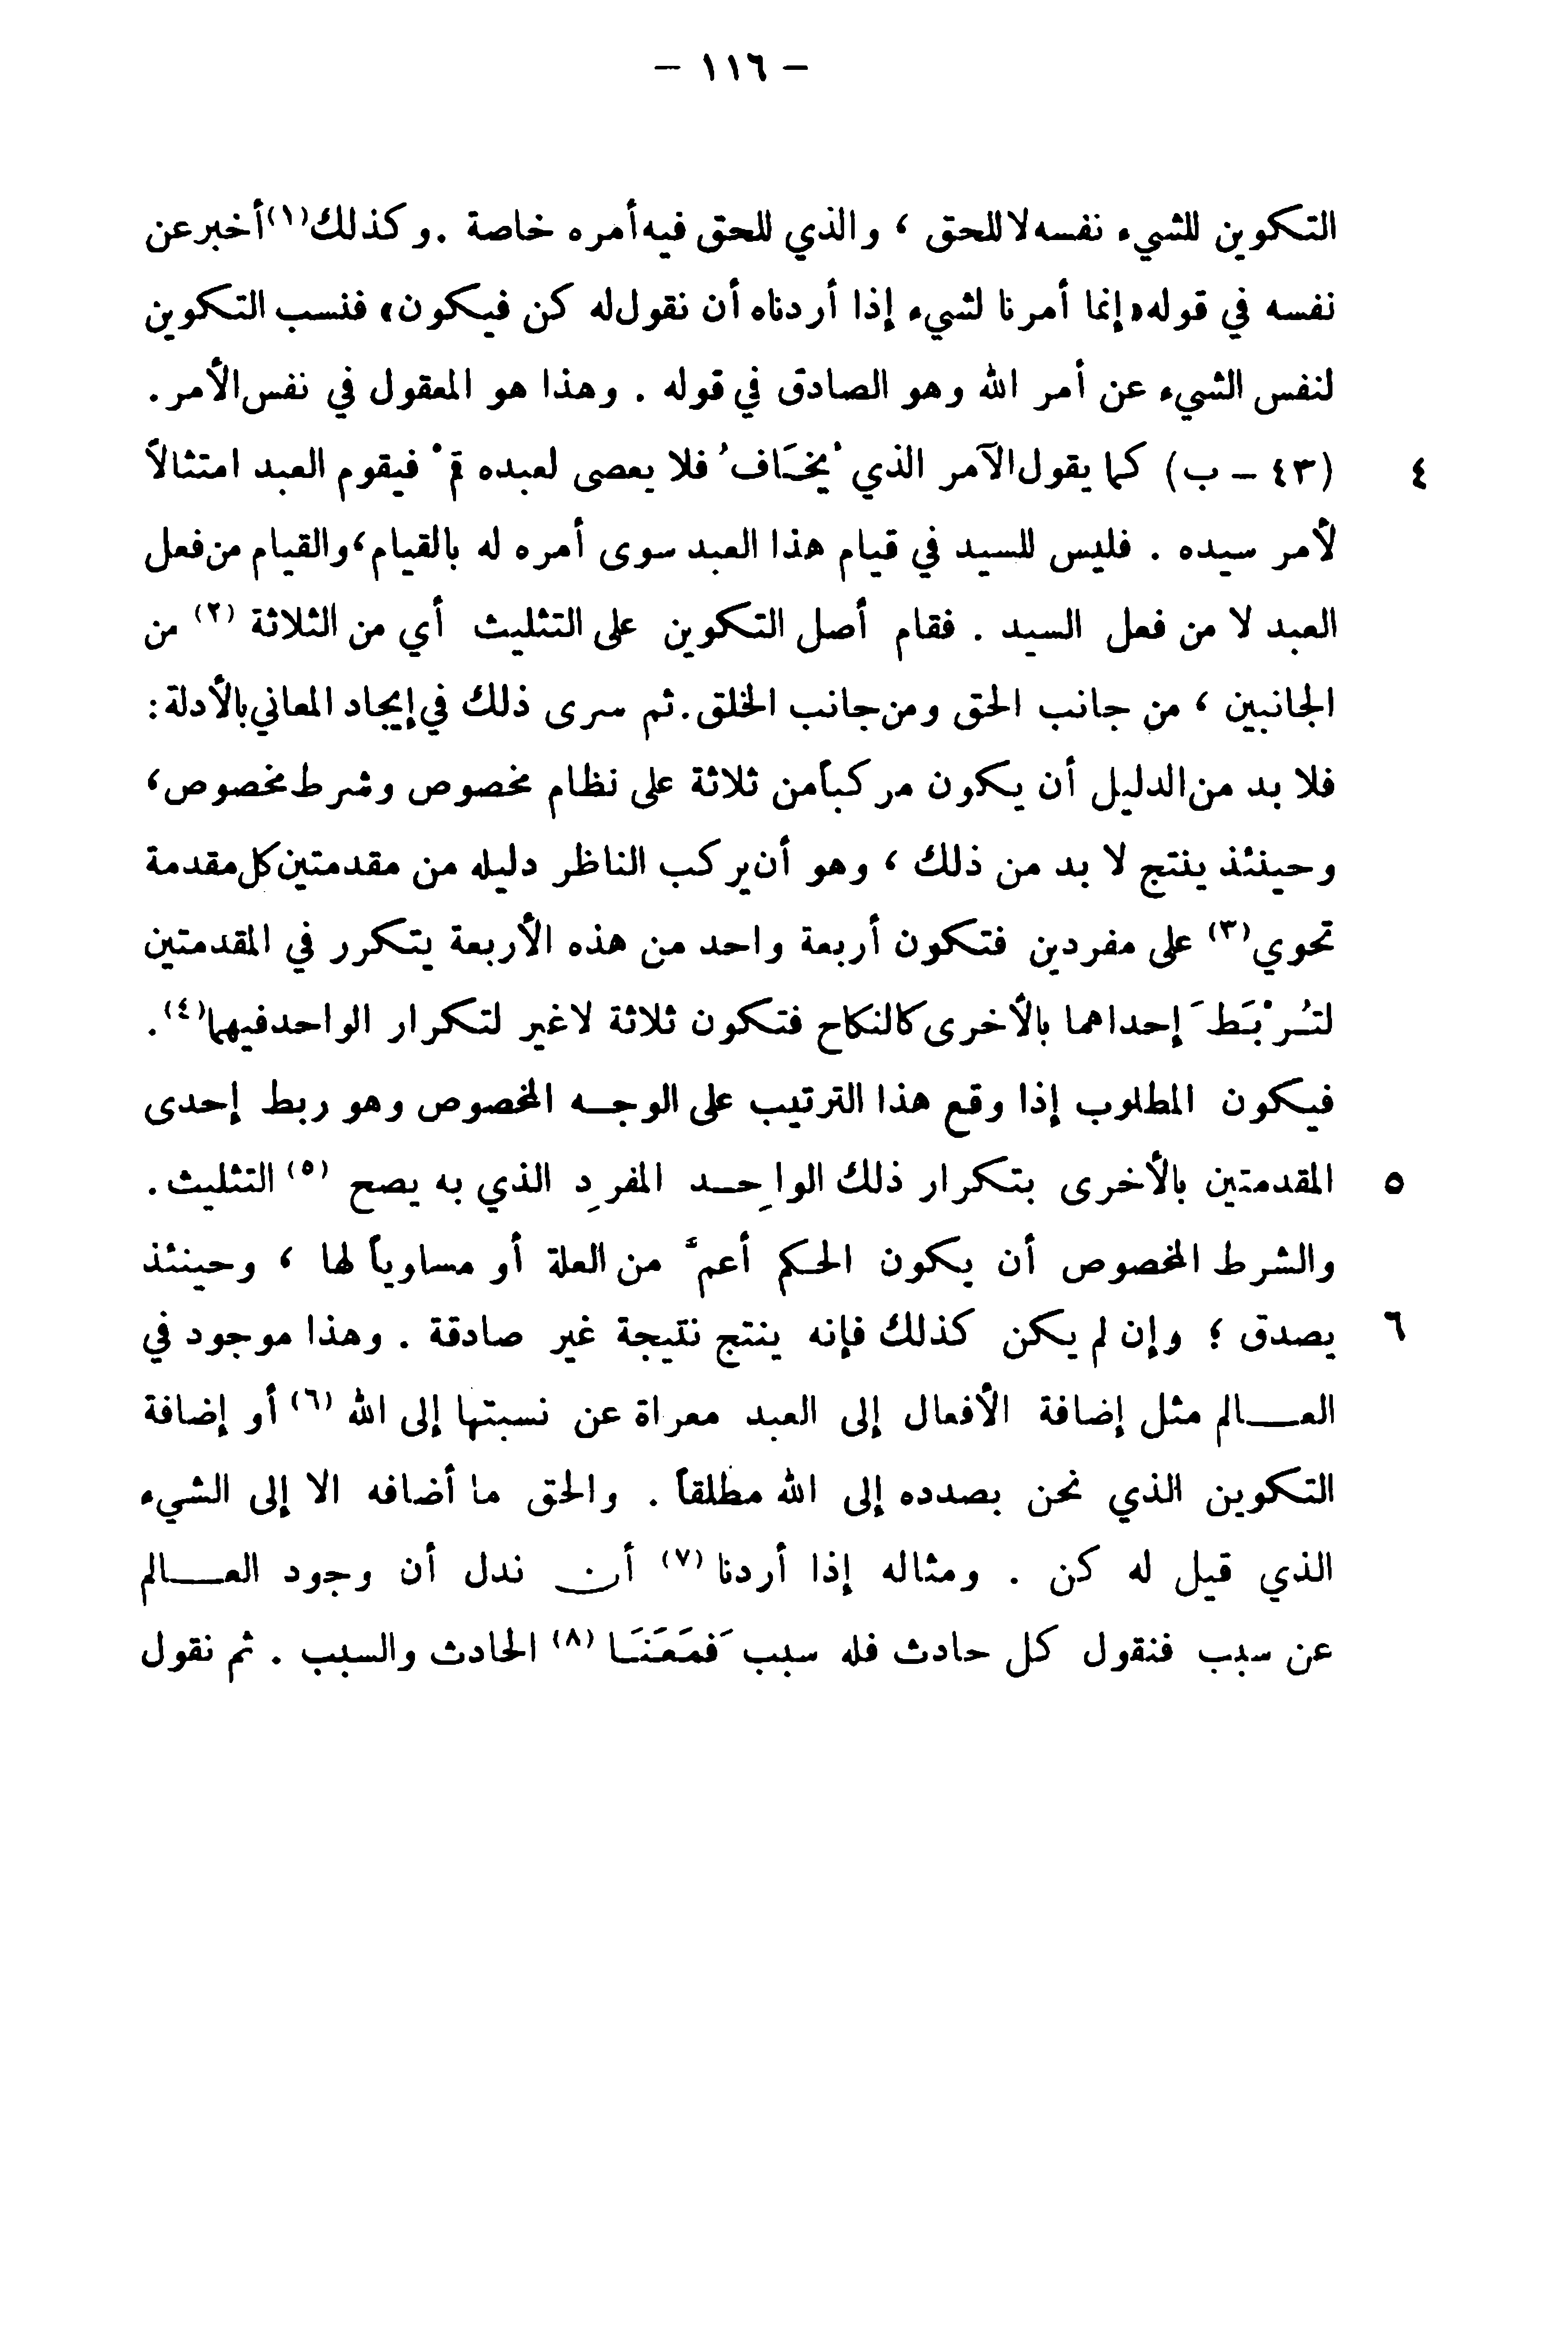 - ١١٦ -
التكوين للشيء نفسه لا للحق ، والذي للحق فيه أمره خاصة . وكذلك(١) أخبر عن
نفسه في قوله «إنما أمرنا لشيء إذا أردناه أن نقول له كن فيكون» فنسب التكوين
لنفس الشيء عن أمر الله وهو الصادق في قوله . وهذا هو المعقول في نفس الأمر .
(٤٣ – ب) كما يقول الآمر الذي يُخَافُ فلا يعصى لعبده قمْ فيقوم العبد امتثالاً ٤
لأمر سيده . فليس للسيد في قيام هذا العبد سوى أمره له بالقيام ، والقيام من فعل
العبد لا من فعل السيد . فقام أصل التكوين على التثليث أي من الثلاثة (٢) من
الجانبين ، من جانب الحق ومن جانب الخلق . ثم سرى ذلك في إيجاد المعاني بالأدلة :
فلا بد من الدليل أن يكون مركباً من ثلاثة على نظام مخصوص وشرط مخصوص ،
وحينئذ ينتج لا بد من ذلك ، وهو أن يركب الناظر دليله من مقدمتين كل مقدمة
تحوي(٣) على مفردين فتكون أربعة واحد من هذه الأربعة يتكرر في المقدمتين
لتُرْبَطَ إحداهما بالأخرى كالنكاح فتكون ثلاثة لا غير لتكرار الواحد فيهما(٤) .
فيكون المطلوب إذا وقع هذا الترتيب على الوجه المخصوص وهو ربط إحدى
المقدمتين بالأخرى بتكرار ذلك الواحِد المفرِد الذي به يصح (٥) التثليث . ٥
والشرط المخصوص أن يكون الحكم أعمَّ من العلة أو مساوياً لها ، وحينئذ
يصدق ؛ وإن لم يكن كذلك فإنه ينتج نتيجة غير صادقة . وهذا موجود في ٦
العالم مثل إضافة الأفعال إلى العبد معراة عن نسبتها إلى الله (٦) أو إضافة
التكوين الذي نحن بصدده إلى الله مطلقاً . والحق ما أضافه الا إلى الشيء
الذي قيل له كن . ومثاله إذا أردنا (٧) أن ندل أن وجود العالم
عن سبب فنقول كل حادث فله سبب فَمَعَنَا (٨) الحادث والسبب . ثم نقول